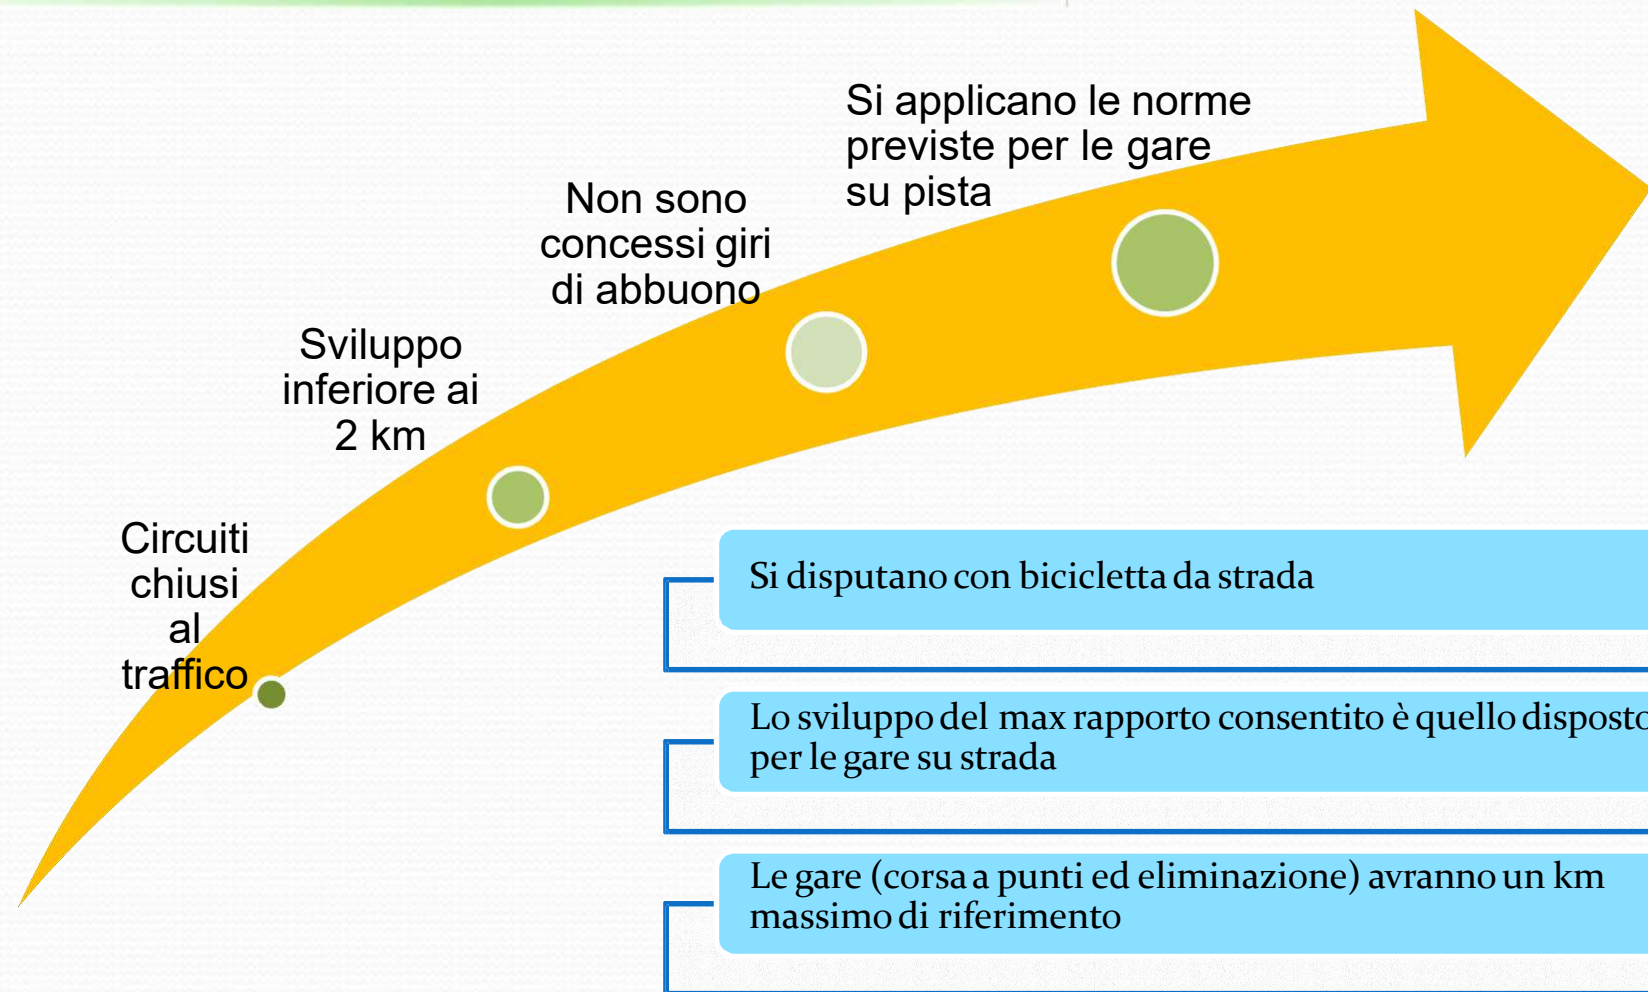 Si applicano le norme
previste per le gare
su pista
Non sono
concessi giri
di abbuono
Sviluppo
inferiore ai
2 km
Circuiti
chiusi
al
traffico
Si disputano con bicicletta da strada
Lo sviluppo del max rapporto consentito è quello disposto
per le gare su strada
Le gare (corsa a punti ed eliminazione) avranno un km
massimo di riferimento